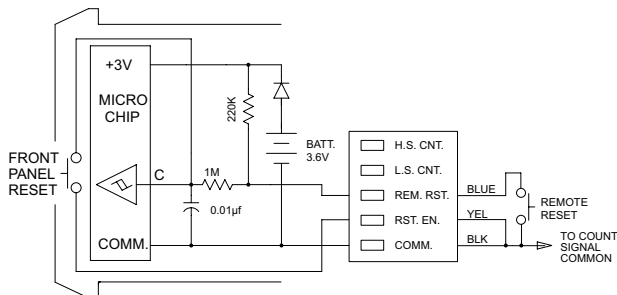 +3V
MICRO
CHIP
FRONT
PANEL
RESET
C
COMM.
1M
0.01µf
220K
BATT.
3.6V
H.S. CNT.
L.S. CNT.
REM. RST.
RST. EN.
COMM.
BLUE
YEL
BLK
REMOTE
RESET
TO COUNT
SIGNAL
COMMON